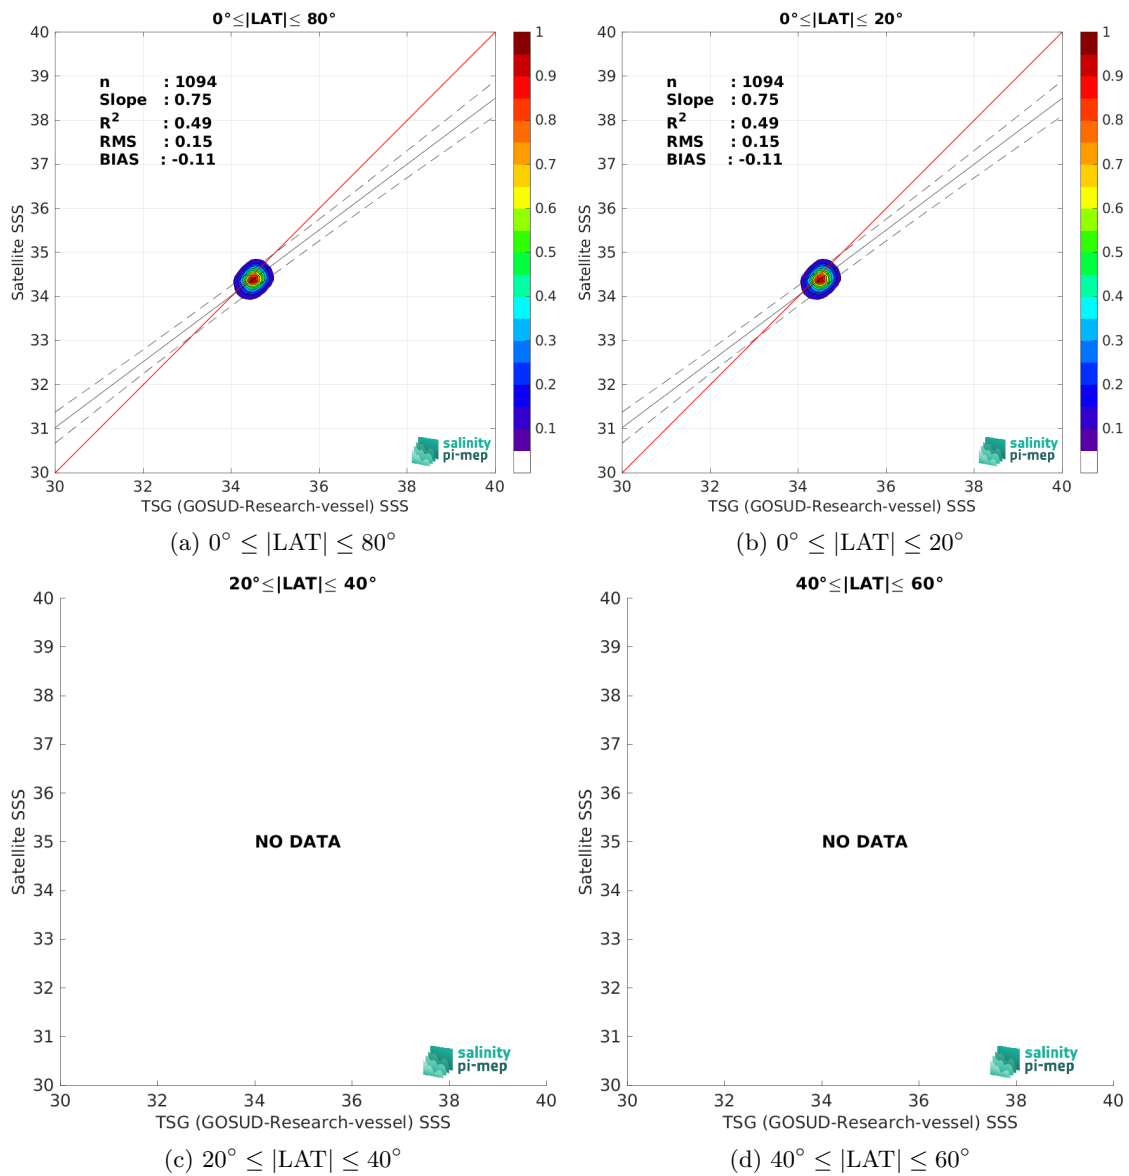 0°≤|LAT|≤ 80°
40
39
38
37
36
35
34
33
32
31
30
Satellite SSS
n : 1094
Slope : 0.75
R² : 0.49
RMS : 0.15
BIAS : -0.11
salinity
pi-mep
30 32 34 36 38 40
TSG (GOSUD-Research-vessel) SSS
1
0.9
0.8
0.7
0.6
0.5
0.4
0.3
0.2
0.1
(a) 0° ≤ |LAT| ≤ 80°
0°≤|LAT|≤ 20°
40
39
38
37
36
35
34
33
32
31
30
Satellite SSS
n : 1094
Slope : 0.75
R² : 0.49
RMS : 0.15
BIAS : -0.11
salinity
pi-mep
30 32 34 36 38 40
TSG (GOSUD-Research-vessel) SSS
1
0.9
0.8
0.7
0.6
0.5
0.4
0.3
0.2
0.1
(b) 0° ≤ |LAT| ≤ 20°
20°≤|LAT|≤ 40°
40
39
38
37
36
35
34
33
32
31
30
Satellite SSS
NO DATA
salinity
pi-mep
30 32 34 36 38 40
TSG (GOSUD-Research-vessel) SSS
(c) 20° ≤ |LAT| ≤ 40°
40°≤|LAT|≤ 60°
40
39
38
37
36
35
34
33
32
31
30
Satellite SSS
NO DATA
salinity
pi-mep
30 32 34 36 38 40
TSG (GOSUD-Research-vessel) SSS
(d) 40° ≤ |LAT| ≤ 60°